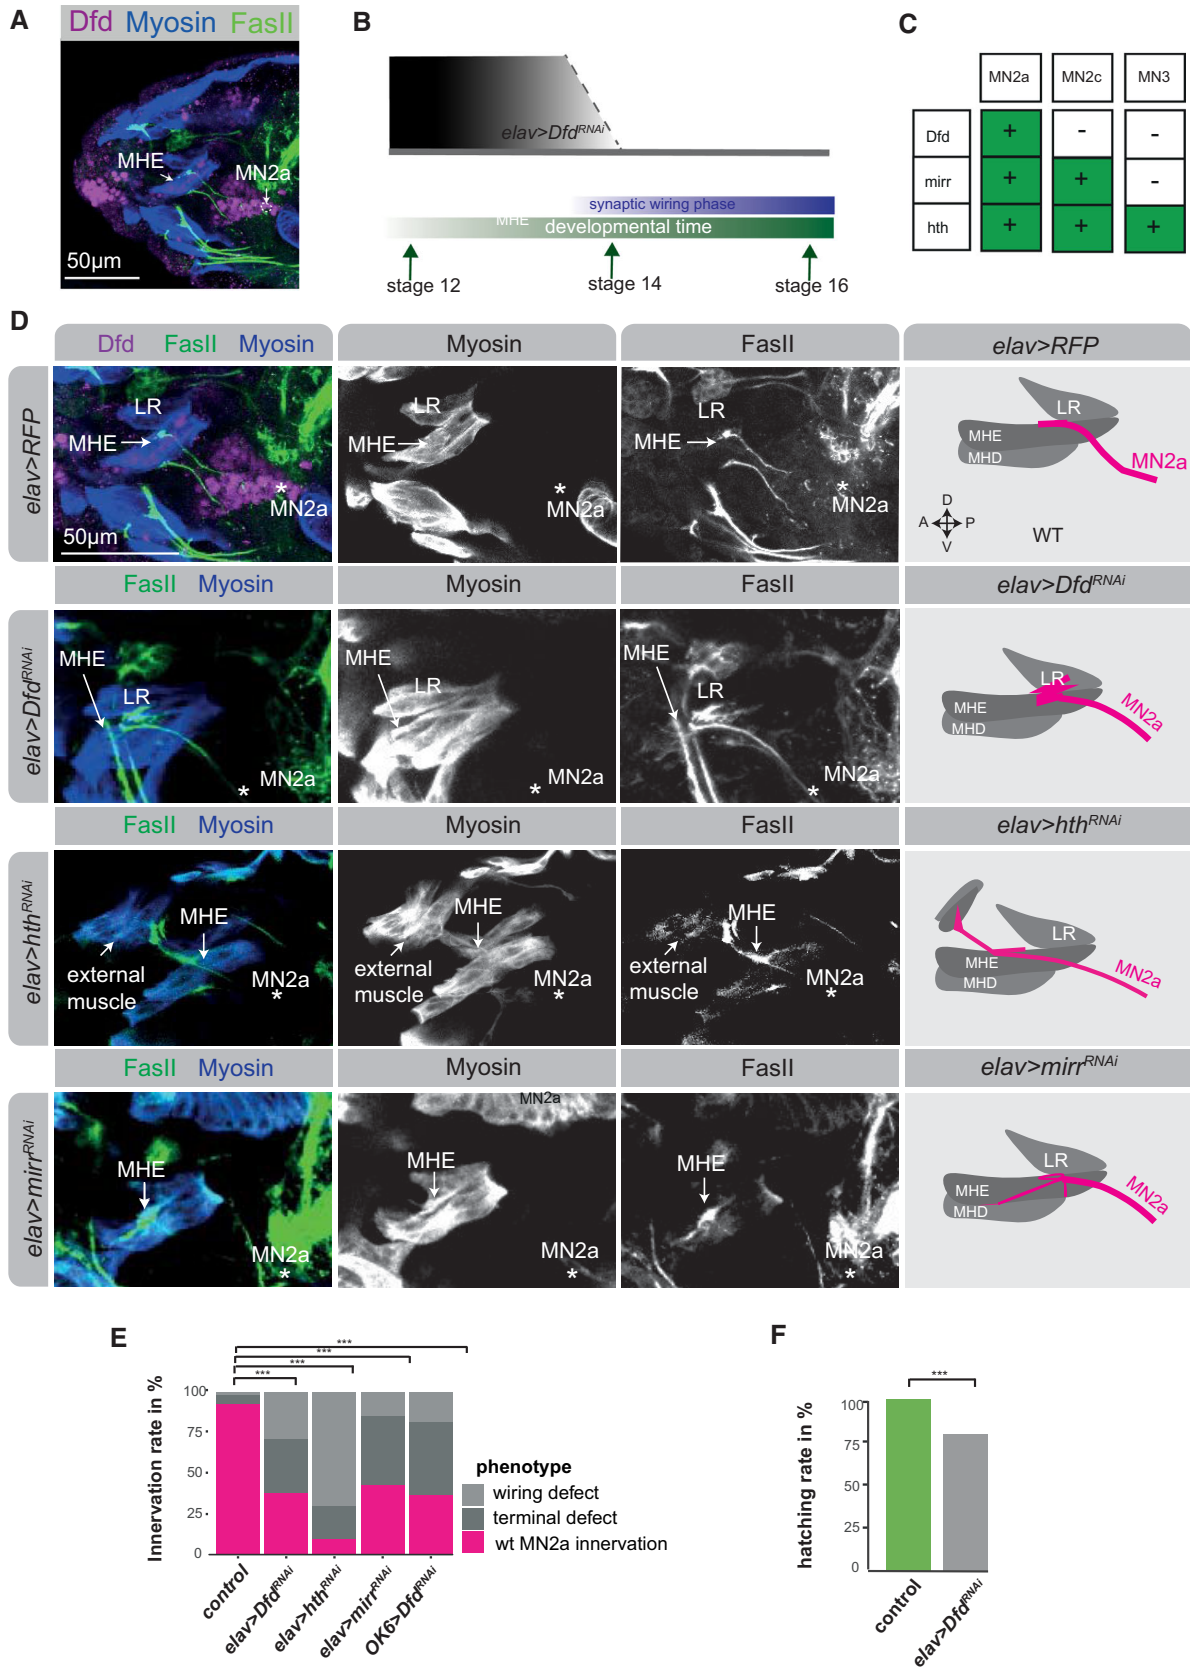 A
Dfd Myosin FasII
MHE
MN2a
50µm
B
elav>Dfd^RNAi
synaptic wiring phase
MHE
developmental time
stage 12
stage 14
stage 16
C
MN2a MN2c MN3
Dfd + - -
mirr + + -
hth + + +
D
Dfd FasII Myosin
Myosin
FasII
elav>RFP
elav>RFP
LR
MHE
*
MN2a
50µm
LR
MHE
*
MN2a
LR
MHE
*
MN2a
LR
MHE
MHD
MN2a
D
A P
V
WT
FasII Myosin
Myosin
FasII
elav>Dfd^RNAi
elav>Dfd^RNAi
MHE
LR
MN2a
*
MHE
LR
MN2a
*
MHE
LR
MN2a
*
LR
MHE
MHD
MN2a
FasII Myosin
Myosin
FasII
elav>hth^RNAi
elav>hth^RNAi
MHE
external
muscle
MN2a
*
MHE
external
muscle
MN2a
*
MHE
external
muscle
MN2a
*
LR
MHE
MHD
MN2a
FasII Myosin
Myosin
FasII
elav>mirr^RNAi
elav>mirr^RNAi
MHE
MN2a
*
MN2a
MHE
MN2a
*
MHE
MN2a
*
LR
MHE
MHD
MN2a
E
***
***
***
***
Innervation rate in %
100
75
50
25
0
control
elav>Dfd^RNAi
elav>hth^RNAi
elav>mirr^RNAi
OK6>Dfd^RNAi
phenotype
wiring defect
terminal defect
wt MN2a innervation
F
***
hatching rate in %
100
75
25
0
control
elav>Dfd^RNAi